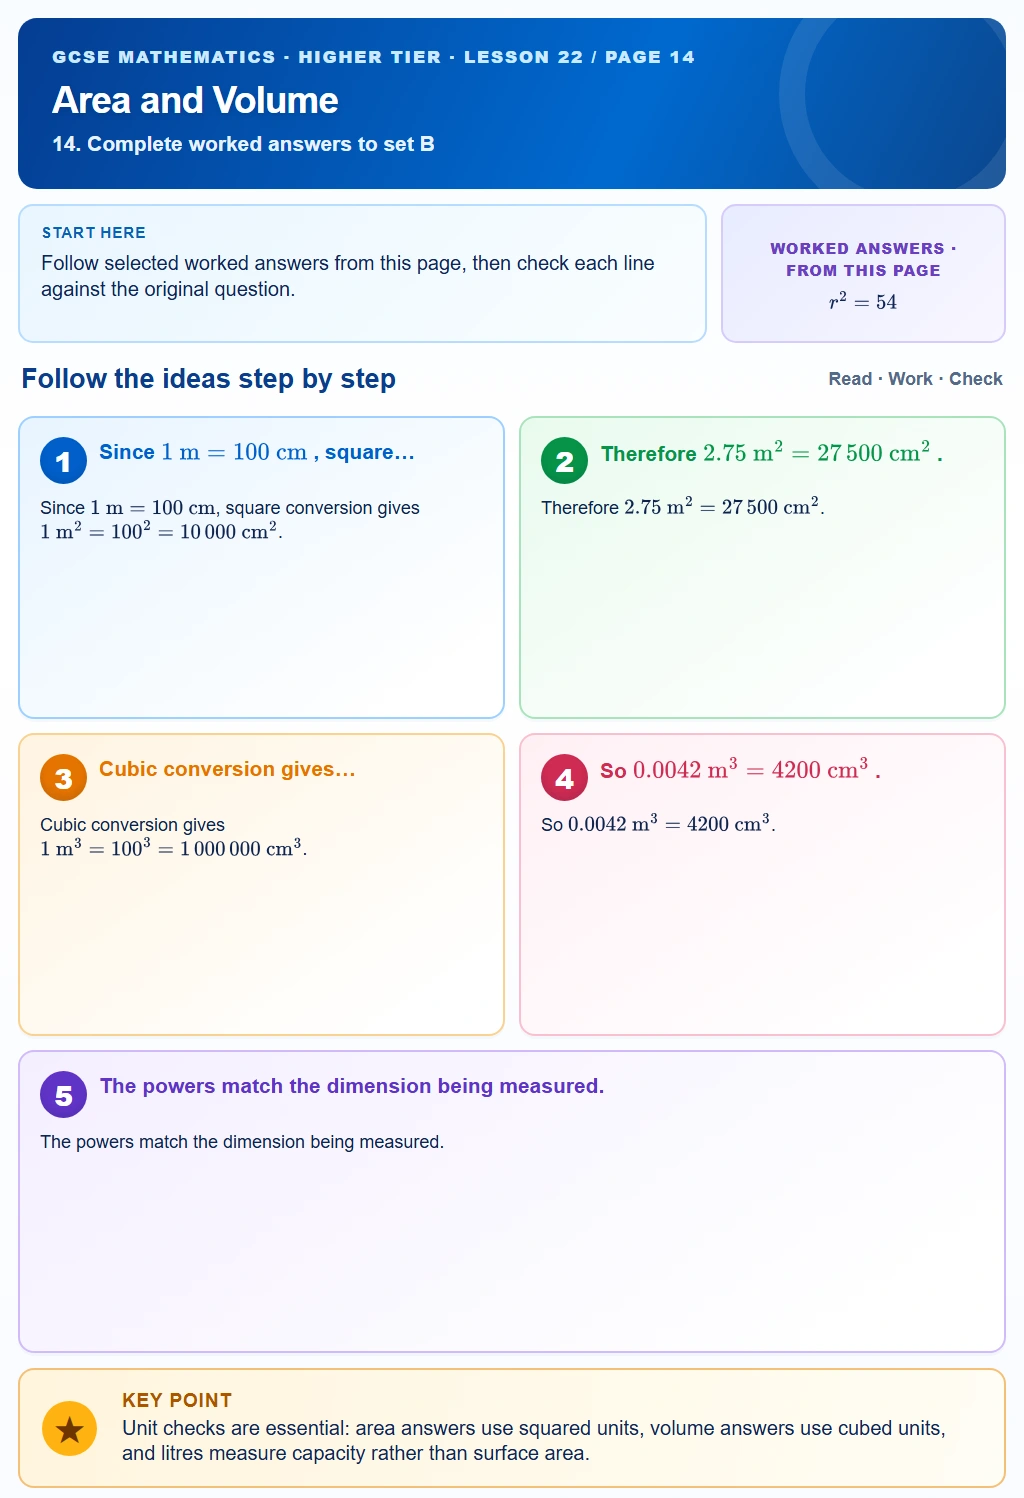 GCSE MATHEMATICS · HIGHER TIER · LESSON 22 / PAGE 14
Area and Volume
14. Complete worked answers to set B
START HERE
Follow selected worked answers from this page, then check each line
against the original question.
WORKED ANSWERS ·
FROM THIS PAGE
r² = 54
Follow the ideas step by step
Read · Work · Check
1 Since 1 m = 100 cm , square…
Since 1 m = 100 cm, square conversion gives
1 m² = 100² = 10 000 cm².
2 Therefore 2.75 m² = 27 500 cm² .
Therefore 2.75 m² = 27 500 cm².
3 Cubic conversion gives…
Cubic conversion gives
1 m³ = 100³ = 1 000 000 cm³.
4 So 0.0042 m³ = 4200 cm³ .
So 0.0042 m³ = 4200 cm³.
5 The powers match the dimension being measured.
The powers match the dimension being measured.
KEY POINT
Unit checks are essential: area answers use squared units, volume answers use cubed units,
and litres measure capacity rather than surface area.